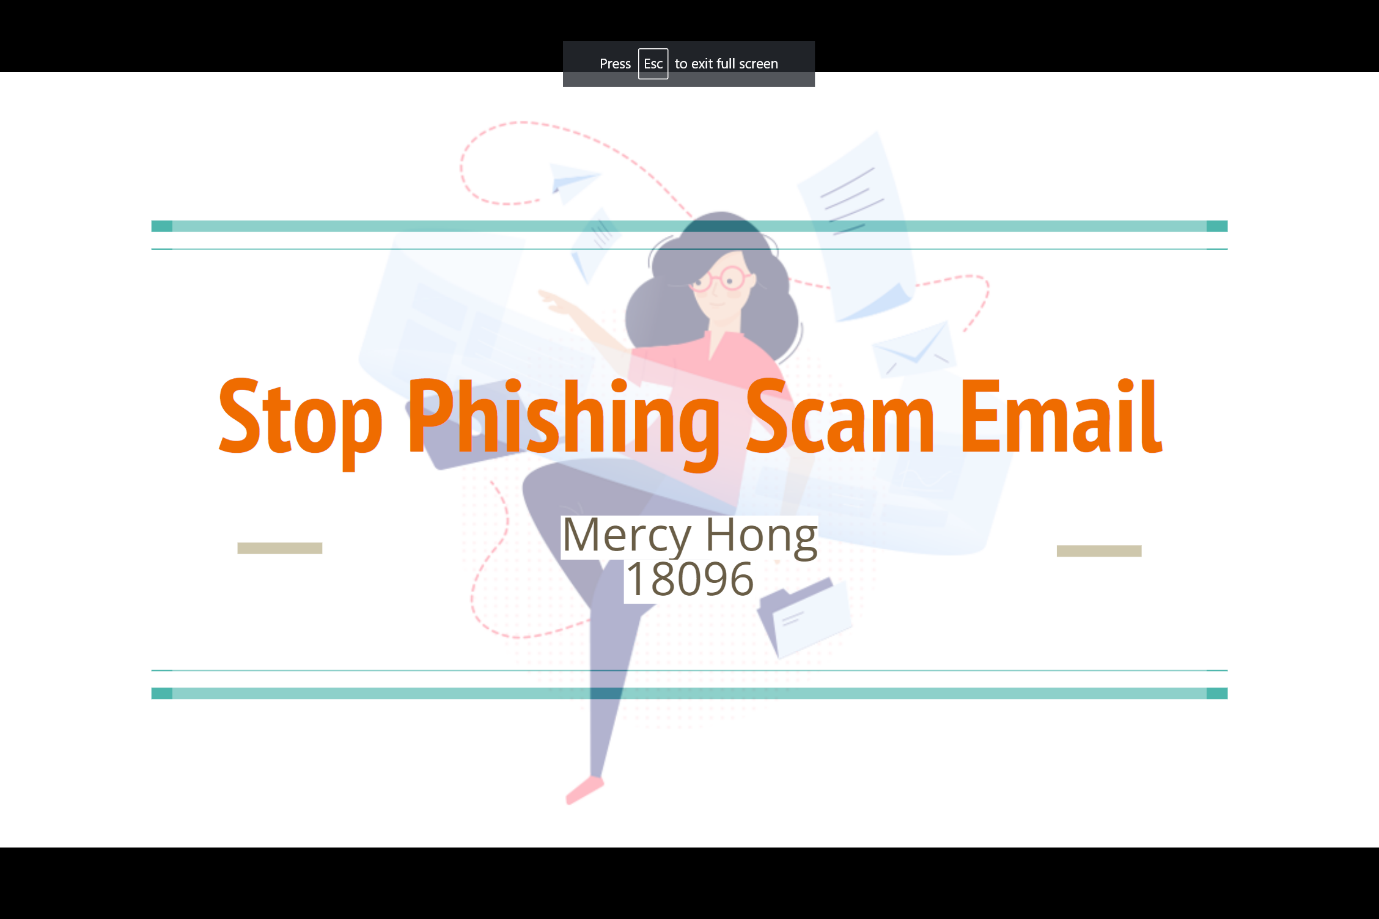 Press Esc to exit full screen
Stop Phishing Scam Email
Mercy Hong
18096